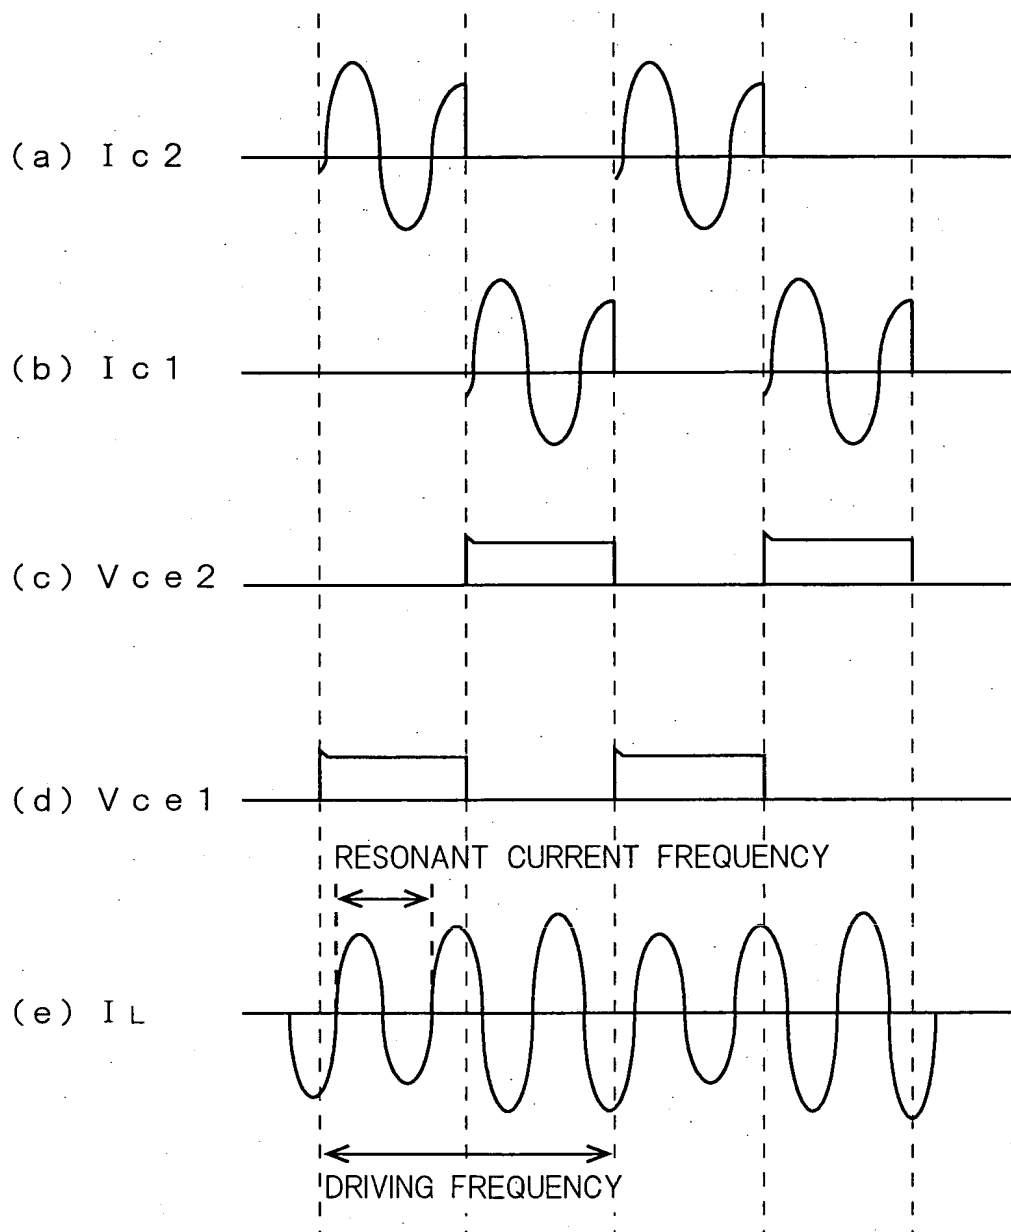 (a) Ic2
(b) Ic1
(c) Vce2
(d) Vce1
RESONANT CURRENT FREQUENCY
(e) IL
DRIVING FREQUENCY